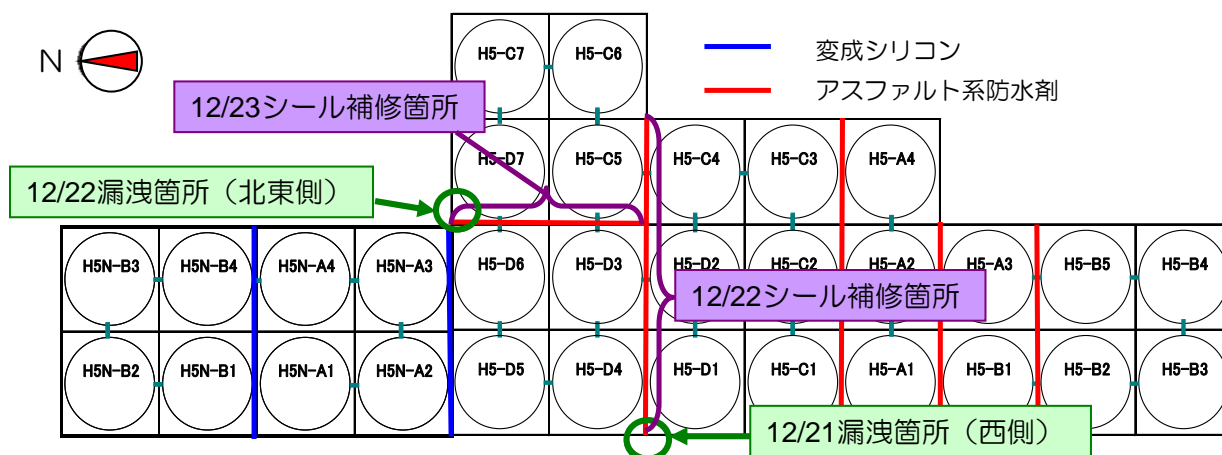 N
変成シリコン
アスファルト系防水剤
H5-C7
H5-C6
12/23シール補修箇所
H5-D7
H5-C5
H5-C4
H5-C3
H5-A4
12/22漏洩箇所（北東側）
H5N-B3
H5N-B4
H5N-A4
H5N-A3
H5-D6
H5-D3
H5-D2
H5-C2
H5-A2
H5-A3
H5-B5
H5-B4
12/22シール補修箇所
H5N-B2
H5N-B1
H5N-A1
H5N-A2
H5-D5
H5-D4
H5-D1
H5-C1
H5-A1
H5-B1
H5-B2
H5-B3
12/21漏洩箇所（西側）